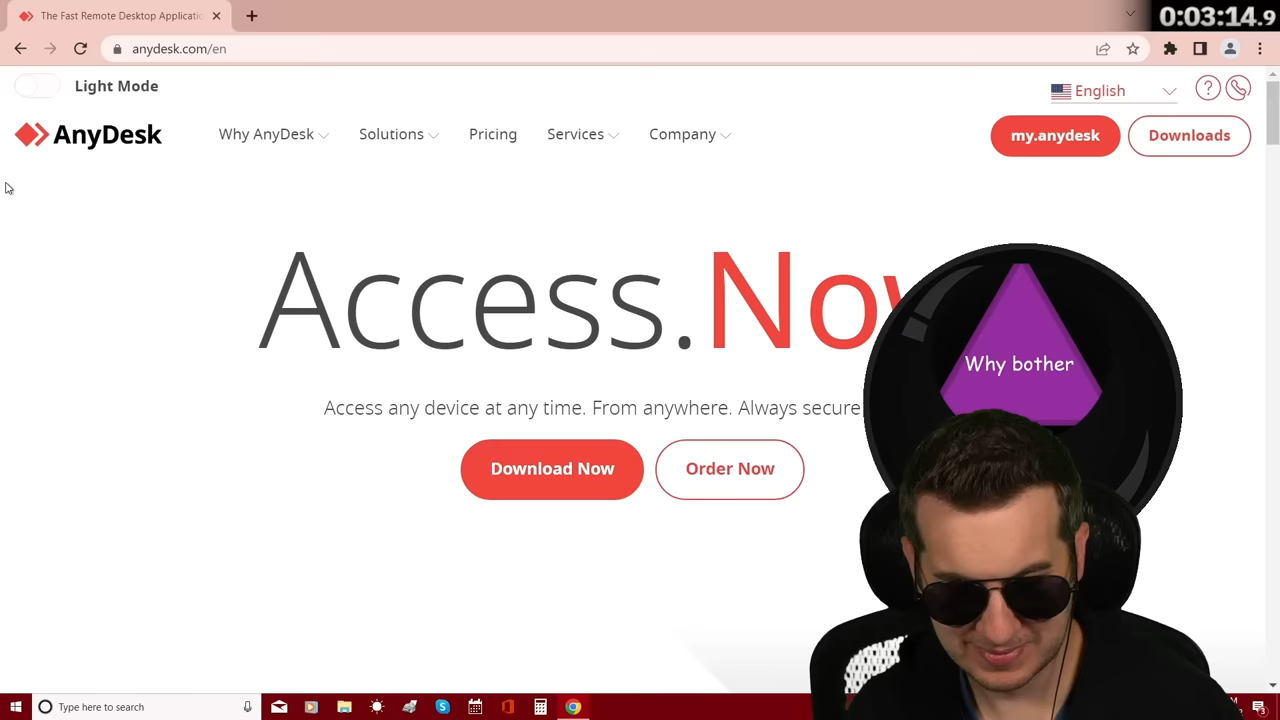 The Fast Remote Desktop Applicatio
0:03:14.9
anydesk.com/en
Light Mode
English
?
AnyDesk
Why AnyDesk
Solutions
Pricing
Services
Company
my.anydesk
Downloads
Access.
Why bother
Access any device at any time. From anywhere. Always secure
Download Now
Order Now
Type here to search